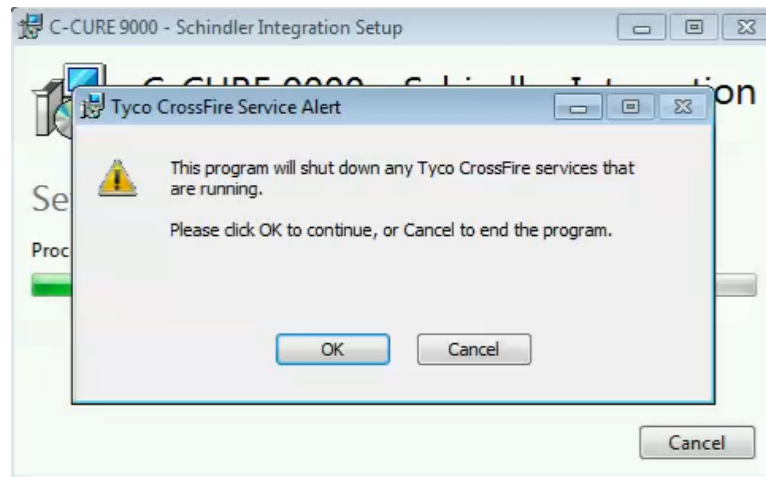 C-CURE 9000 - Schindler Integration Setup
Tyco CrossFire Service Alert
This program will shut down any Tyco CrossFire services that
are running.
Please click OK to continue, or Cancel to end the program.
OK
Cancel
Cancel